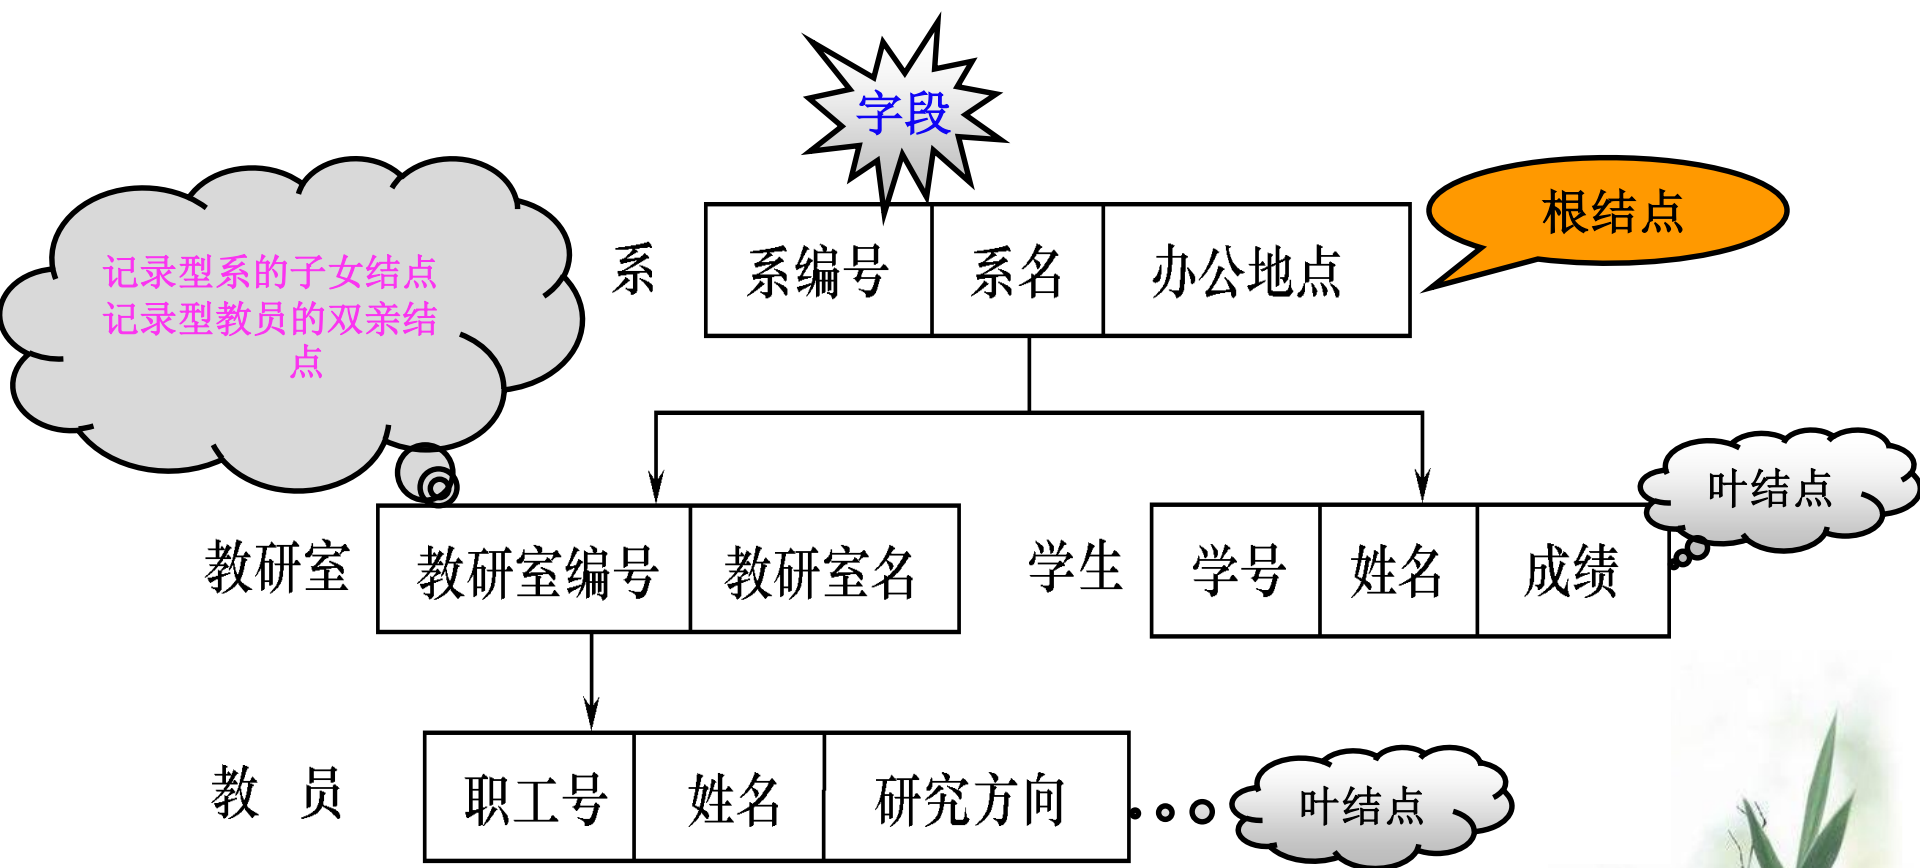 字段
根结点
记录型系的子女结点
记录型教员的双亲结
点
系 系编号 系名 办公地点
叶结点
教研室 教研室编号 教研室名 学生 学号 姓名 成绩
教 员 职工号 姓名 研究方向 叶结点